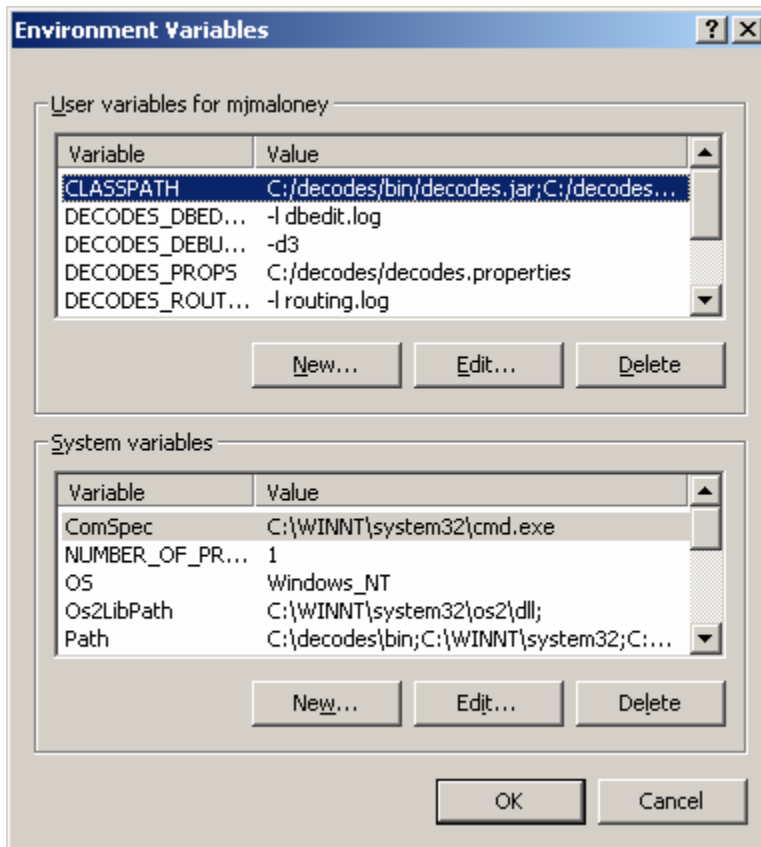 Environment Variables
User variables for mjmaloney
Variable Value
CLASSPATH C:/decodes/bin/decodes.jar;C:/decodes...
DECODES_DBED... -l dbedit.log
DECODES_DEBU... -d3
DECODES_PROPS C:/decodes/decodes.properties
DECODES_ROUT... -l routing.log
New... Edit... Delete
System variables
Variable Value
ComSpec C:\WINNT\system32\cmd.exe
NUMBER_OF_PR... 1
OS Windows_NT
Os2LibPath C:\WINNT\system32\os2\dll;
Path C:\decodes\bin;C:\WINNT\system32;C:...
New... Edit... Delete
OK Cancel